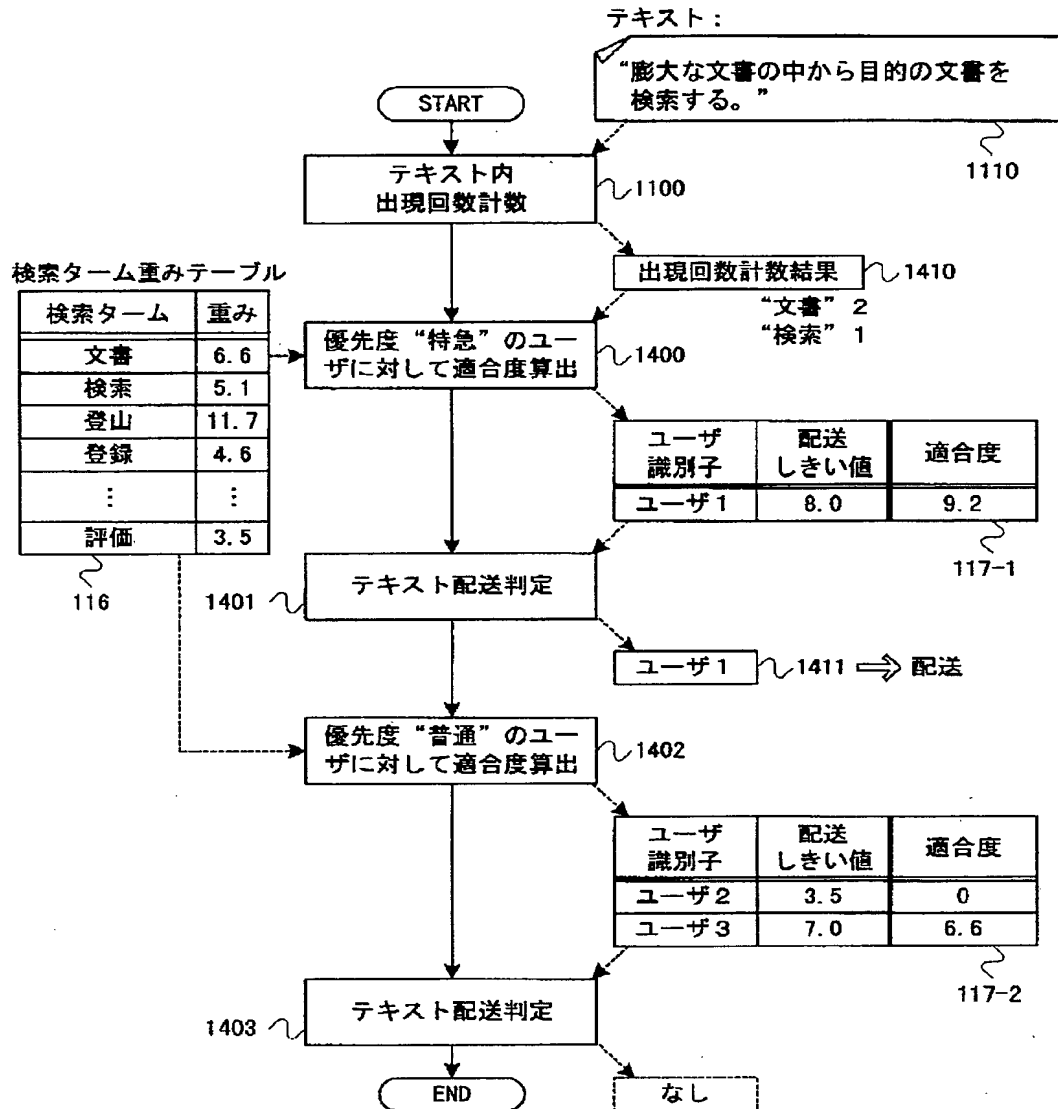 テキスト：
“膨大な文書の中から目的の文書を
検索する。”
1110
START
テキスト内
出現回数計数
1100
出現回数計数結果
1410
“文書” 2
“検索” 1
検索ターム重みテーブル
検索ターム 重み
文書 6.6
検索 5.1
登山 11.7
登録 4.6
⋮ ⋮
評価 3.5
116
優先度“特急”のユー
ザに対して適合度算出
1400
ユーザ
識別子
配送
しきい値
適合度
ユーザ1 8.0 9.2
117-1
テキスト配送判定
1401
ユーザ1
1411 ⇒ 配送
優先度“普通”のユー
ザに対して適合度算出
1402
ユーザ
識別子
配送
しきい値
適合度
ユーザ2 3.5 0
ユーザ3 7.0 6.6
117-2
テキスト配送判定
1403
END
なし